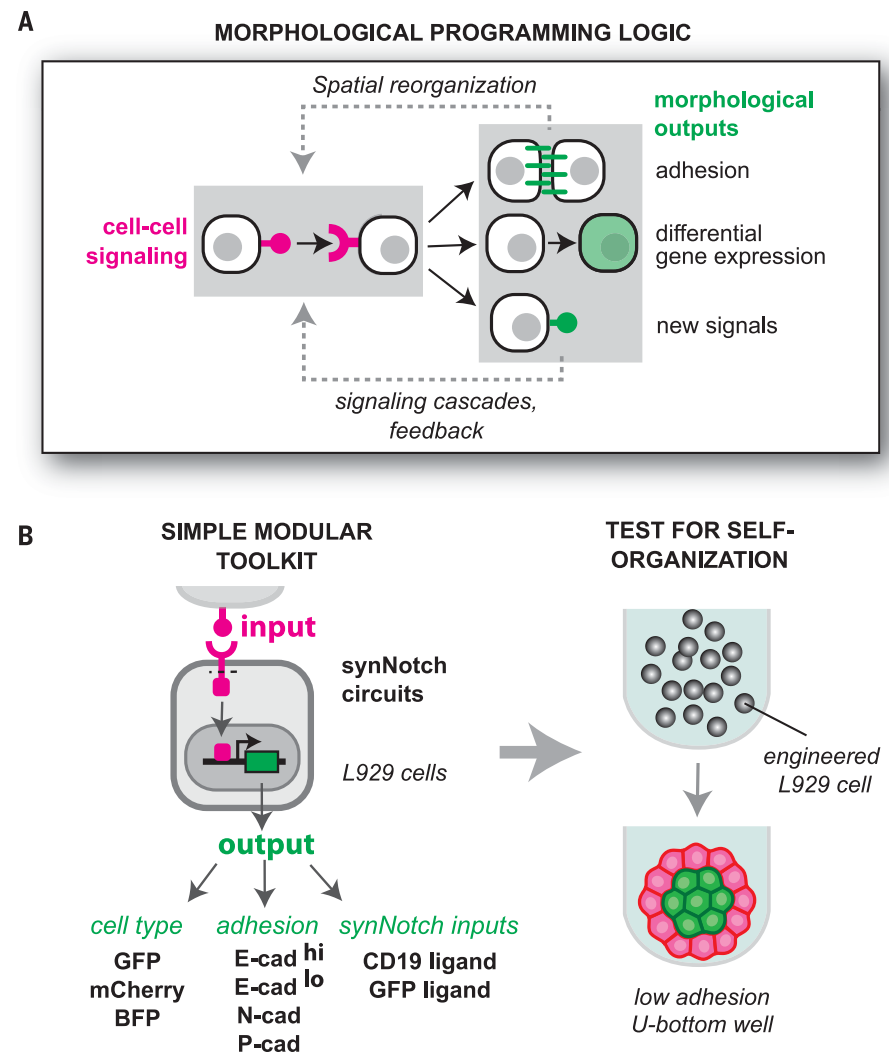 A
MORPHOLOGICAL PROGRAMMING LOGIC
Spatial reorganization
morphological
outputs
adhesion
cell-cell
signaling
differential
gene expression
new signals
signaling cascades,
feedback
B
SIMPLE MODULAR
TOOLKIT
input
synNotch
circuits
L929 cells
output
cell type
GFP
mCherry
BFP
adhesion
E-cad hi
E-cad lo
N-cad
P-cad
synNotch inputs
CD19 ligand
GFP ligand
TEST FOR SELF-
ORGANIZATION
engineered
L929 cell
low adhesion
U-bottom well